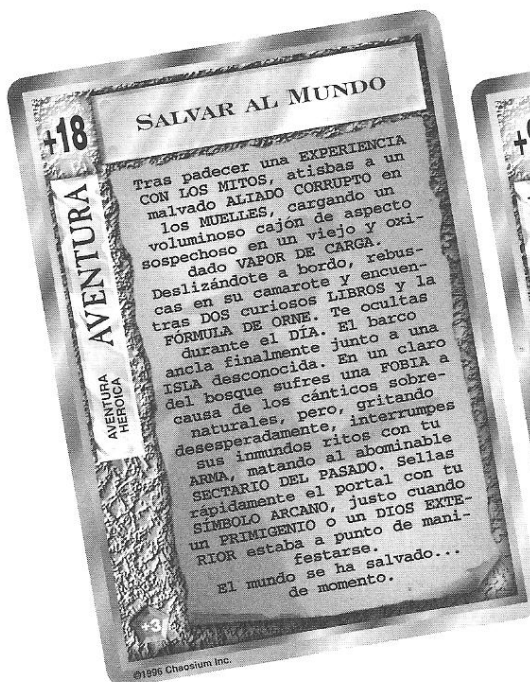 +18
SALVAR AL MUNDO
AVENTURA
AVENTURA
HEROICA
Tras padecer una EXPERIENCIA
CON LOS MITOS, atisbas a un
malvado ALIADO CORRUPTO en
los MUELLES, cargando un
voluminoso cajón de aspecto
sospechoso en un viejo y oxi-
dado VAPOR DE CARGA.
Deslizándote a bordo, rebus-
cas en su camarote y encuen-
tras DOS curiosos LIBROS y la
FÓRMULA DE ORNE. Te ocultas
durante el DÍA. El barco
ancla finalmente junto a una
ISLA desconocida. En un claro
del bosque sufres una FOBIA a
causa de los cánticos sobre-
naturales, pero, gritando
desesperadamente, interrumpes
sus inmundos ritos con tu
ARMA, matando al abominable
SECTARIO DEL PASADO. Sellas
rápidamente el portal con tu
SÍMBOLO ARCANO, justo cuando
un PRIMIGENIO o un DIOS EXTE-
RIOR estaba a punto de mani-
festarse.
El mundo se ha salvado...
de momento.
+3
©1996 Chaosium Inc.